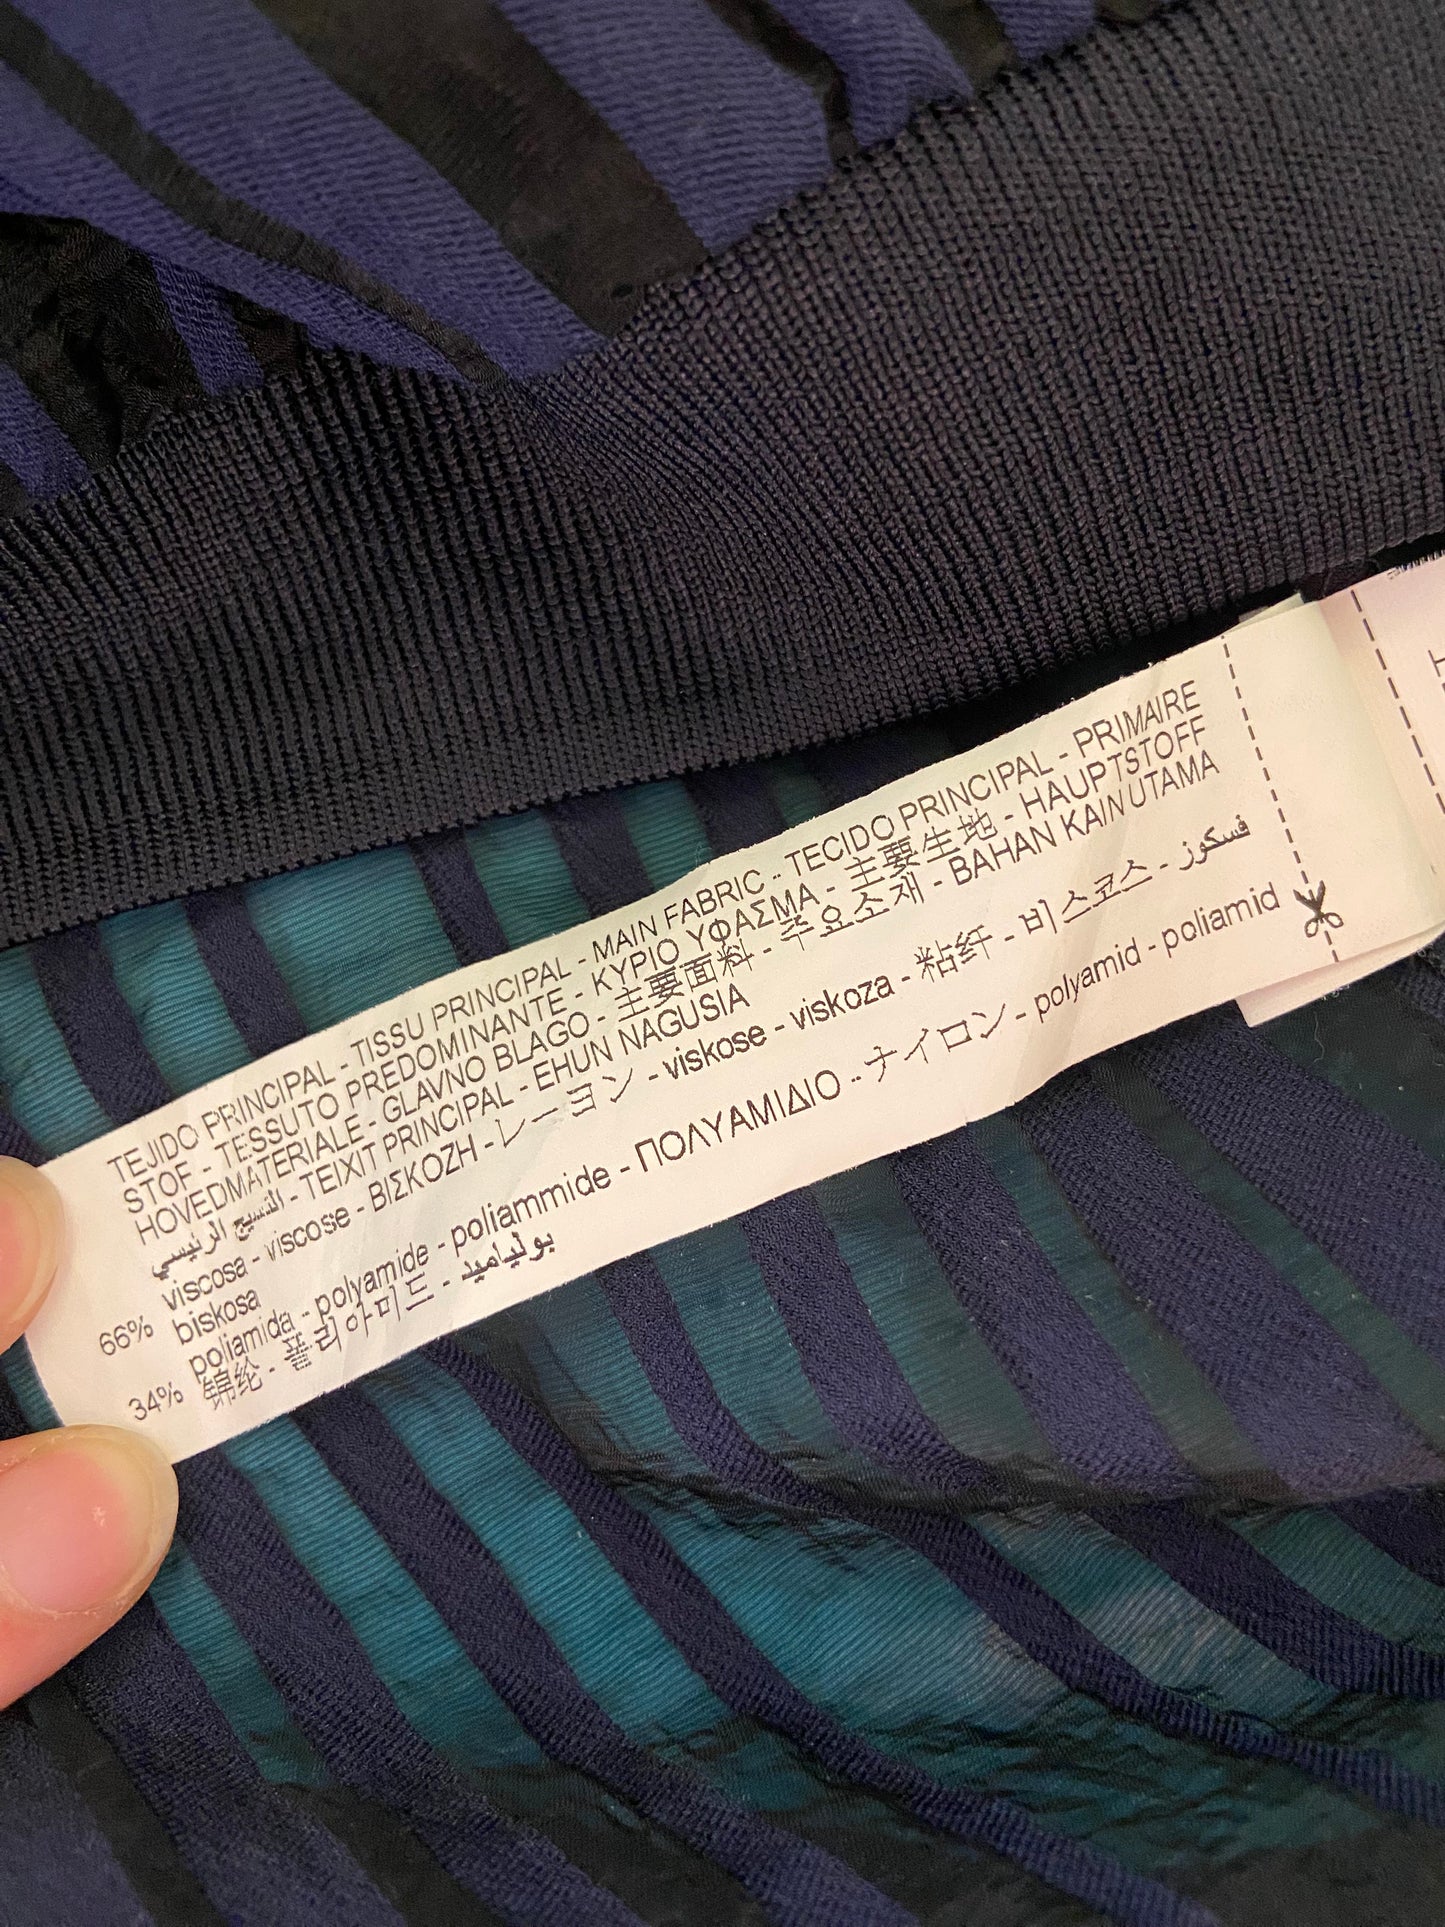 TEJIDO PRINCIPAL - TISSU PRINCIPAL - MAIN FABRIC - TECIDO PRINCIPAL - PRIMAIRE
STOF - TESSUTO PREDOMINANTE - ΚΥΡΙΟ ΥΦΑΣΜΑ - 主要生地 - HAUPTSTOFF
HOVEDMATERIALE - GLAVNO BLAGO - 主要面料 - 주요소재 - BAHAN KAIN UTAMA
النسيج الرئيسي - TEIXIT PRINCIPAL - EHUN NAGUSIA
66% viscosa - viscose - ΒΙΣΚΟΖΗ - レーヨン - viskose - viskoza - 粘纤 - 비스코스 - فسكوز
biskosa
34% poliamida - polyamide - poliammide - ΠΟΛΥΑΜΙΔΙΟ - ナイロン - polyamid - poliamid
锦纶 - 폴리아미드 - بولياميد